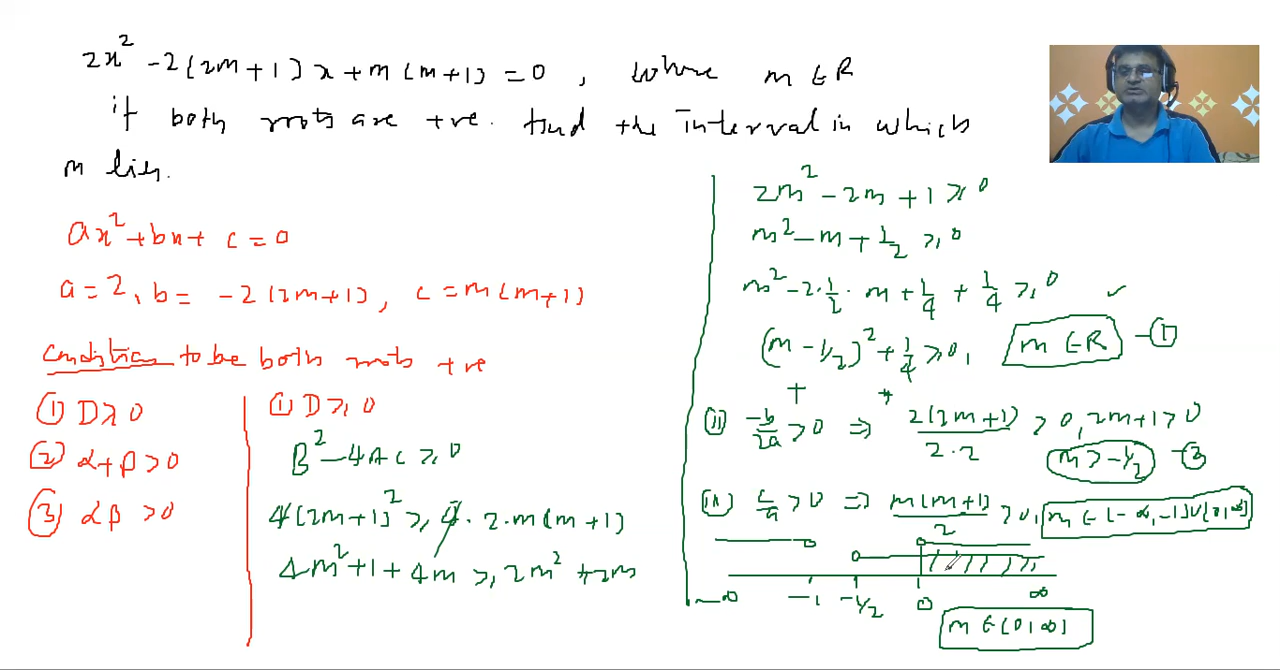 2x² - 2(2m+1)x + m(m+1) = 0, where m ∈ R
if both roots are +ve. find the interval in which
m lies.
ax² + bx + c = 0
a = 2, b = -2(2m+1), c = m(m+1)
Condition to be both roots +ve
① D ≥ 0
② α+β > 0
③ αβ > 0
① D ≥ 0
B² - 4AC ≥ 0
4(2m+1)² ≥ 4·2·m(m+1)
4m² + 1 + 4m ≥ 2m² + 2m
2m² - 2m + 1 ≥ 0
m² - m + 1/2 ≥ 0
m² - 2·1/2·m + 1/4 + 1/4 ≥ 0 ✓
(m - 1/2)² + 1/4 ≥ 0, m ∈ R -①
+ +
(ii) -b/2a > 0 ⇒ 2(2m+1)/2·2 > 0, 2m+1 > 0
m > -1/2 -②
(iii) c/a > 0 ⇒ m(m+1)/2 > 0, m ∈ (-∞, -1) ∪ (0, ∞)
-∞ -1 -1/2 0 ∞
m ∈ (0, ∞)